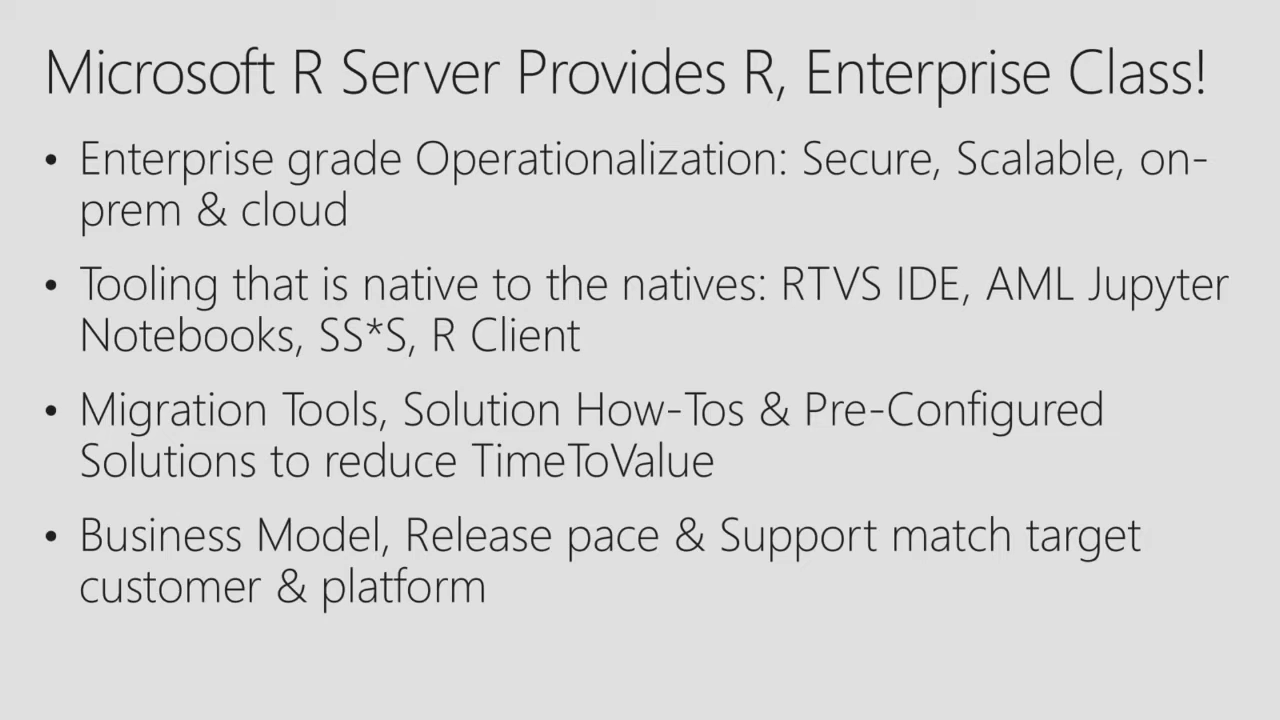 Microsoft R Server Provides R, Enterprise Class!
• Enterprise grade Operationalization: Secure, Scalable, on-
prem & cloud
• Tooling that is native to the natives: RTVS IDE, AML Jupyter
Notebooks, SS*S, R Client
• Migration Tools, Solution How-Tos & Pre-Configured
Solutions to reduce TimeToValue
• Business Model, Release pace & Support match target
customer & platform